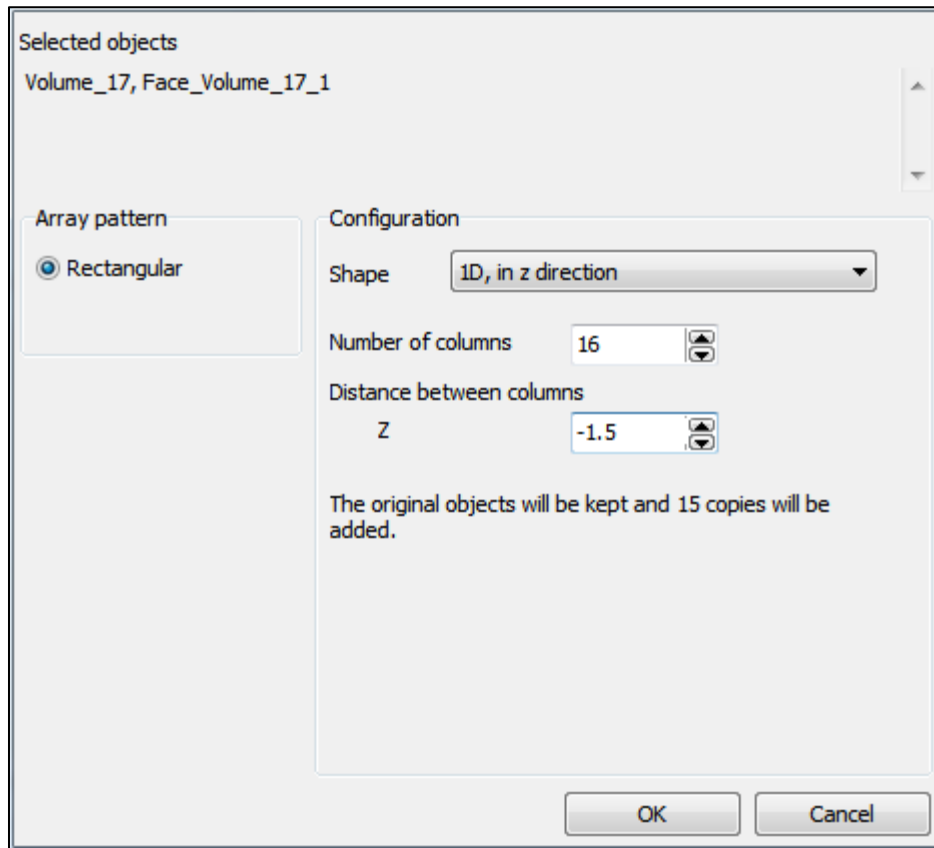 Selected objects
Volume_17, Face_Volume_17_1
Array pattern
Rectangular
Configuration
Shape 1D, in z direction
Number of columns 16
Distance between columns
Z -1.5
The original objects will be kept and 15 copies will be
added.
OK Cancel